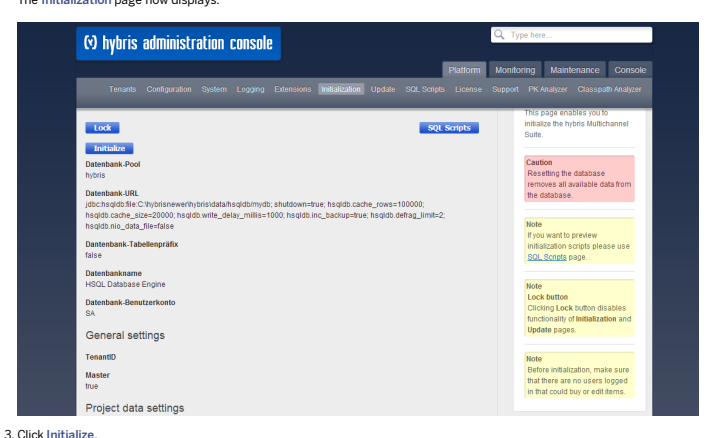 The Initialization page now displays.
(y) hybris administration console
Type here...
Platform Monitoring Maintenance Console
Tenants Configuration System Logging Extensions Initialization Update SQL Scripts License Support PK Analyzer Classpath Analyzer
Lock
SQL Scripts
Initialize
Datenbank-Pool
hybris
Datenbank-URL
jdbc:hsqldb:file:C:\hybrisnewer\hybris\data/hsqldb/mydb; shutdown=true; hsqldb.cache_rows=100000;
hsqldb.cache_size=20000; hsqldb.write_delay_millis=1000; hsqldb.inc_backup=true; hsqldb.defrag_limit=2;
hsqldb.nio_data_file=false
Dantenbank-Tabellenpräfix
false
Datenbankname
HSQL Database Engine
Datenbank-Benutzerkonto
SA
General settings
TenantID
Master
true
Project data settings
This page enables you to
initialize the hybris Multichannel
Suite.
Caution
Resetting the database
removes all available data from
the database.
Note
If you want to preview
initialization scripts please use
SQL Scripts page.
Note
Lock button
Clicking Lock button disables
functionality of Initialization and
Update pages.
Note
Before initialization, make sure
that there are no users logged
in that could buy or edit items.
3. Click Initialize.